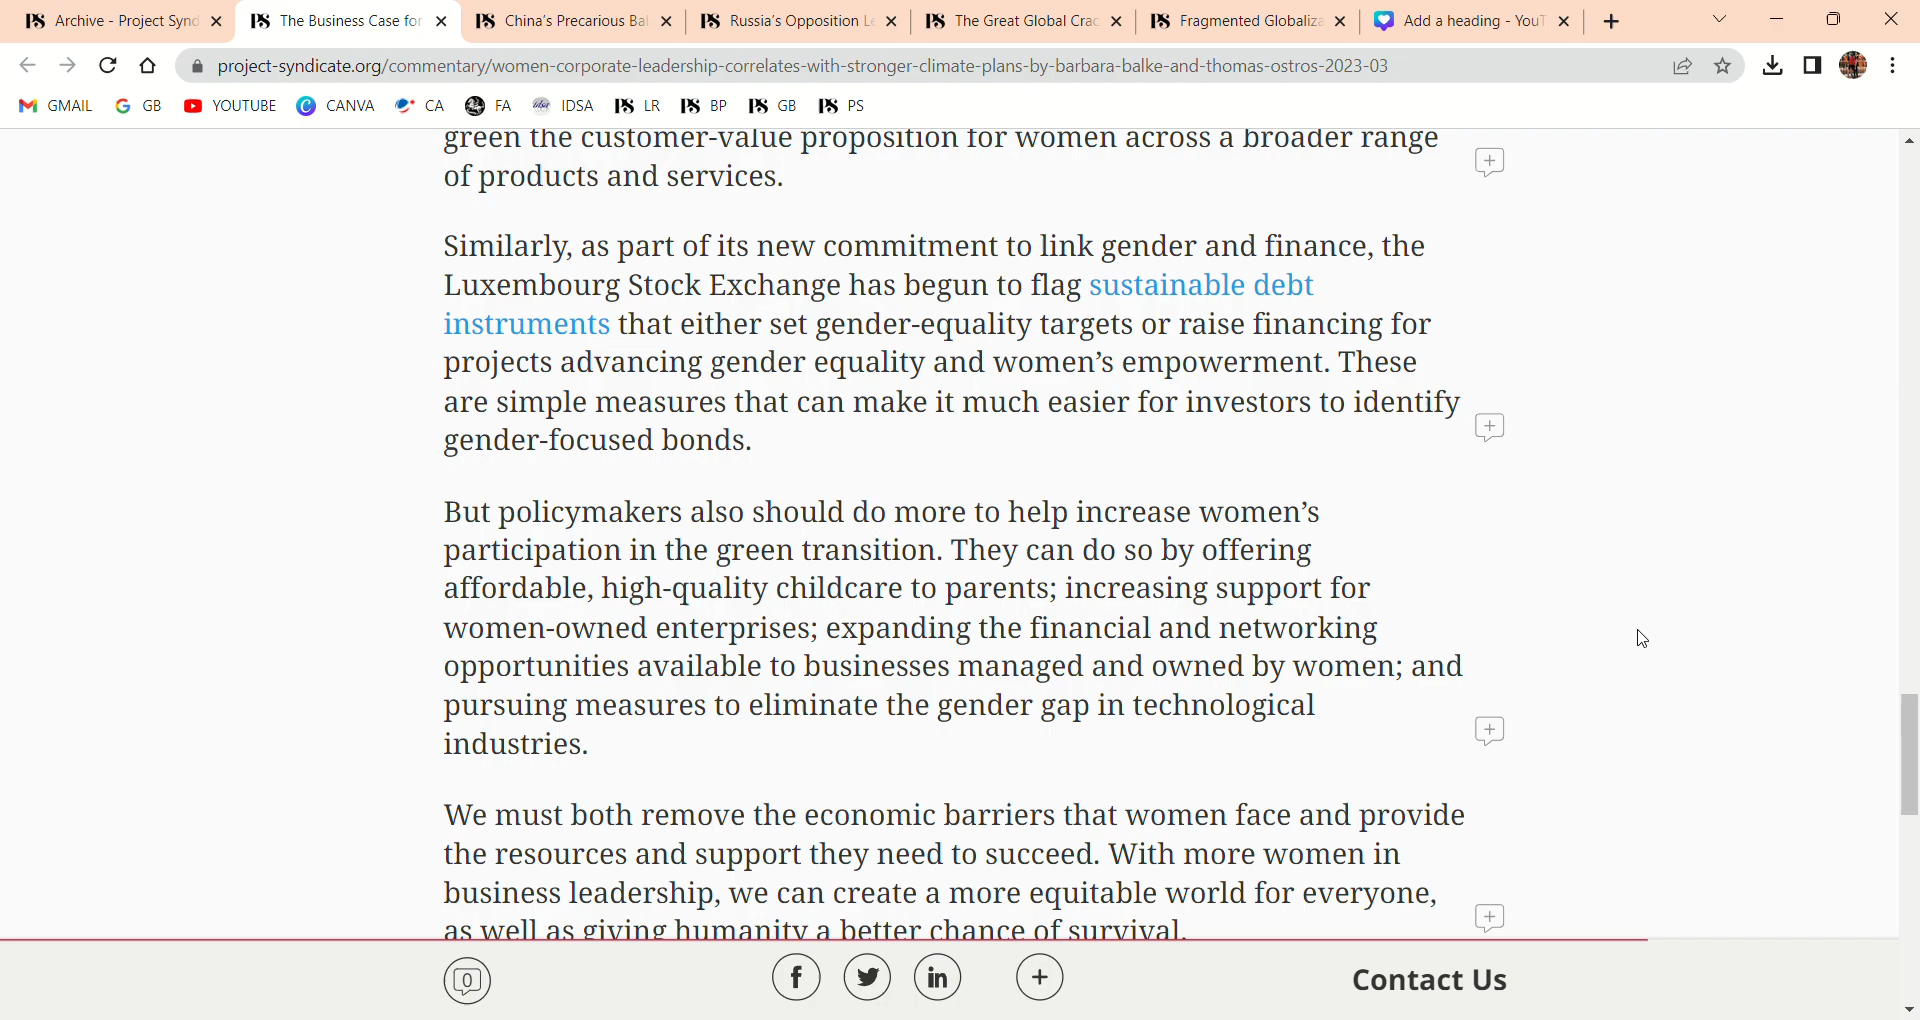 Archive - Project Synd
The Business Case for
China's Precarious Bal
Russia's Opposition Le
The Great Global Crac
Fragmented Globaliza
Add a heading - YouT
project-syndicate.org/commentary/women-corporate-leadership-correlates-with-stronger-climate-plans-by-barbara-balke-and-thomas-ostros-2023-03
GMAIL
GB
YOUTUBE
CANVA
CA
FA
IDSA
LR
BP
GB
PS
green the customer-value proposition for women across a broader range
of products and services.
Similarly, as part of its new commitment to link gender and finance, the
Luxembourg Stock Exchange has begun to flag sustainable debt
instruments that either set gender-equality targets or raise financing for
projects advancing gender equality and women’s empowerment. These
are simple measures that can make it much easier for investors to identify
gender-focused bonds.
But policymakers also should do more to help increase women’s
participation in the green transition. They can do so by offering
affordable, high-quality childcare to parents; increasing support for
women-owned enterprises; expanding the financial and networking
opportunities available to businesses managed and owned by women; and
pursuing measures to eliminate the gender gap in technological
industries.
We must both remove the economic barriers that women face and provide
the resources and support they need to succeed. With more women in
business leadership, we can create a more equitable world for everyone,
as well as giving humanity a better chance of survival.
0
Contact Us